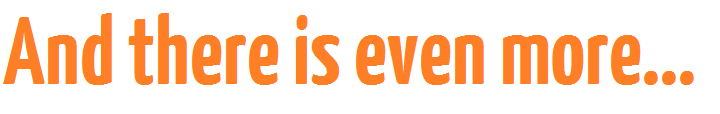 And there is even more...